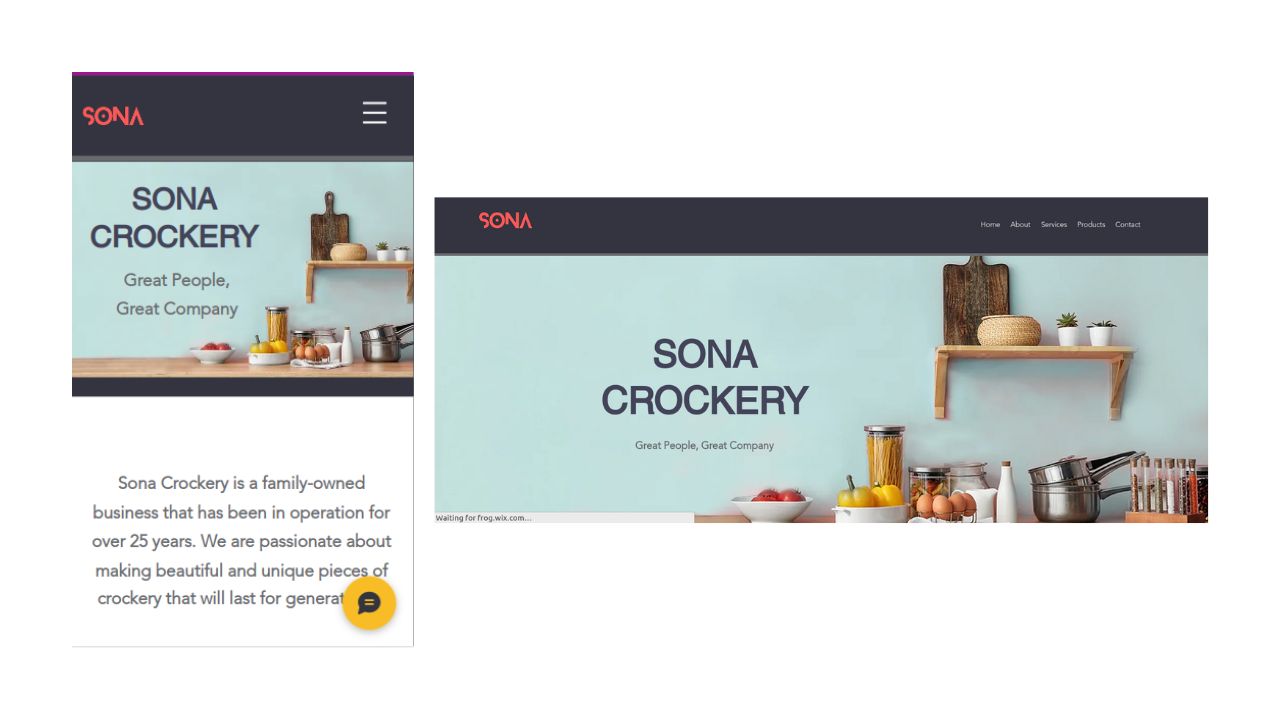 SONA
SONA
CROCKERY
Great People,
Great Company
Sona Crockery is a family-owned
business that has been in operation for
over 25 years. We are passionate about
making beautiful and unique pieces of
crockery that will last for
SONA
Home About Services Products Contact
SONA
CROCKERY
Great People, Great Company
Waiting for frog.wix.com...